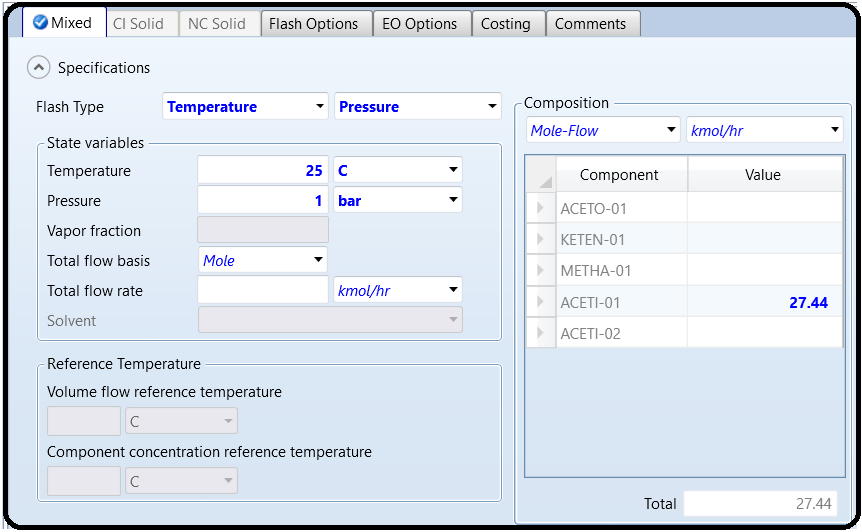 Mixed CI Solid NC Solid Flash Options EO Options Costing Comments
Specifications
Flash Type Temperature Pressure
State variables
Temperature 25 C
Pressure 1 bar
Vapor fraction
Total flow basis Mole
Total flow rate kmol/hr
Solvent
Reference Temperature
Volume flow reference temperature
C
Component concentration reference temperature
C
Composition
Mole-Flow kmol/hr
Component Value
ACETO-01
KETEN-01
METHA-01
ACETI-01 27.44
ACETI-02
Total 27.44